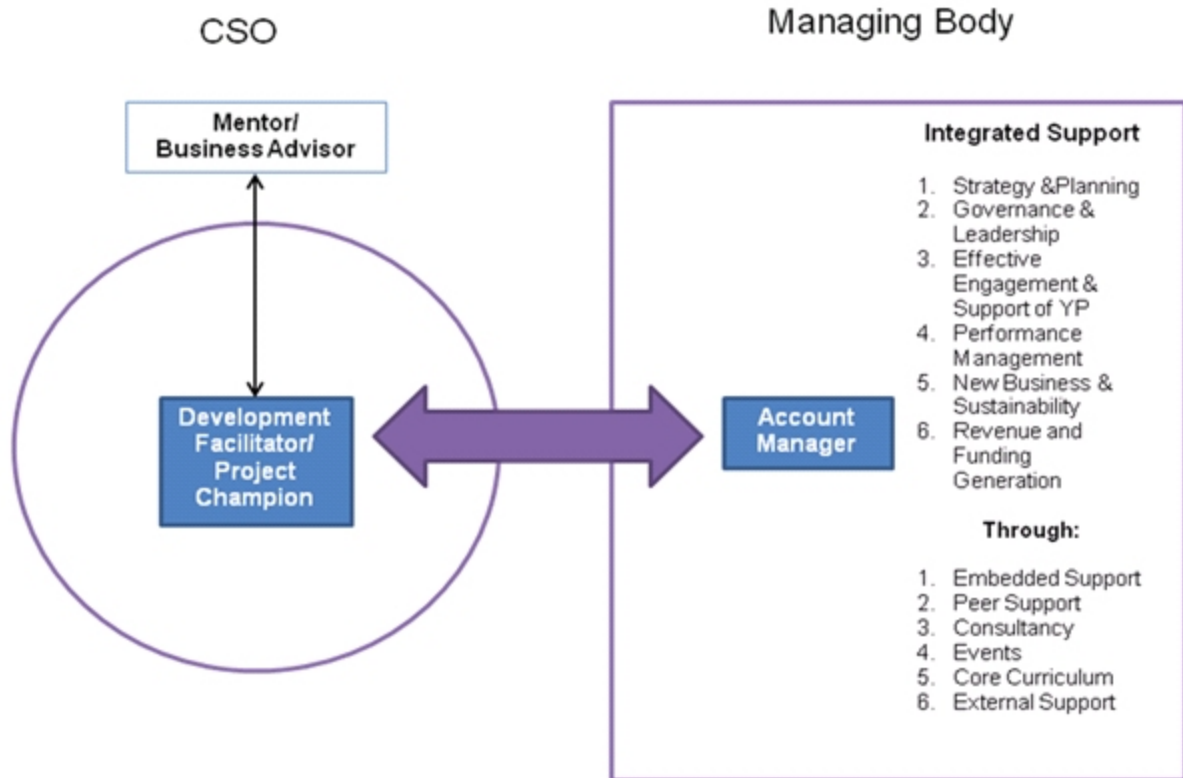 CSO
Managing Body
Mentor/
Business Advisor
Development
Facilitator/
Project
Champion
Account
Manager
Integrated Support
1. Strategy &Planning
2. Governance &
Leadership
3. Effective
Engagement &
Support of YP
4. Performance
Management
5. New Business &
Sustainability
6. Revenue and
Funding
Generation
Through:
1. Embedded Support
2. Peer Support
3. Consultancy
4. Events
5. Core Curriculum
6. External Support